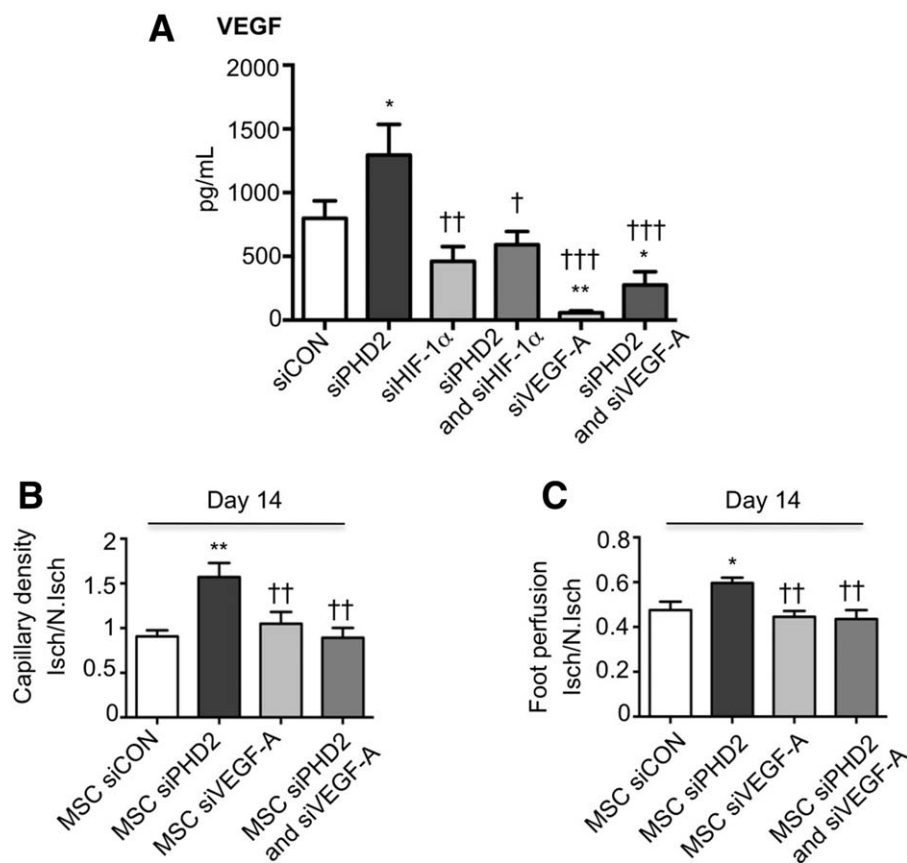 A VEGF
2000
1500
1000
500
0
pg/mL
*
††
†
†††
**
†††
*
siCON
siPHD2
siHIF-1α
siPHD2
and siHIF-1α
siVEGF-A
siPHD2
and siVEGF-A
B
Day 14
Capillary density
Isch/N.Isch
2
1.5
1
0.5
0
**
††
††
MSC siCON
MSC siPHD2
MSC siVEGF-A
MSC siPHD2
and siVEGF-A
C
Day 14
Foot perfusion
Isch/N.Isch
0.8
0.6
0.4
0.2
0
*
††
††
MSC siCON
MSC siPHD2
MSC siVEGF-A
MSC siPHD2
and siVEGF-A